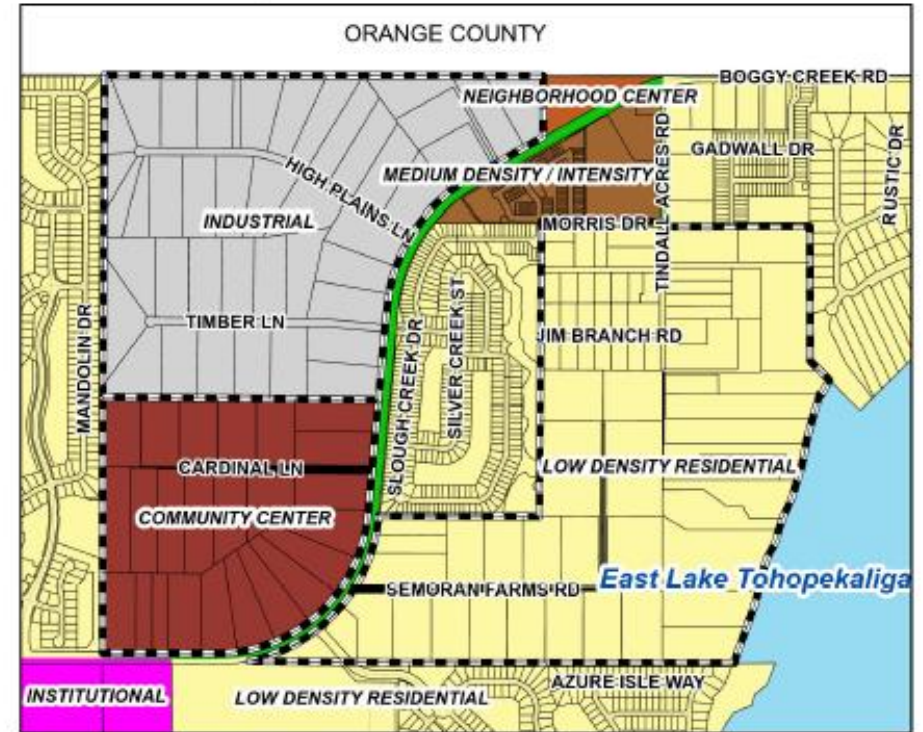 ORANGE COUNTY
BOGGY CREEK RD
NEIGHBORHOOD CENTER
GADWALL DR
HIGH PLAINS LN
MEDIUM DENSITY / INTENSITY
TINDALL ACRES RD
RUSTIC DR
INDUSTRIAL
MORRIS DR
MANDOLIN DR
TIMBER LN
SLOUGH CREEK DR
SILVER CREEK ST
JIM BRANCH RD
CARDINAL LN
LOW DENSITY RESIDENTIAL
COMMUNITY CENTER
SEMORAN FARMS RD
East Lake Tohopekaliga
INSTITUTIONAL
LOW DENSITY RESIDENTIAL
AZURE ISLE WAY